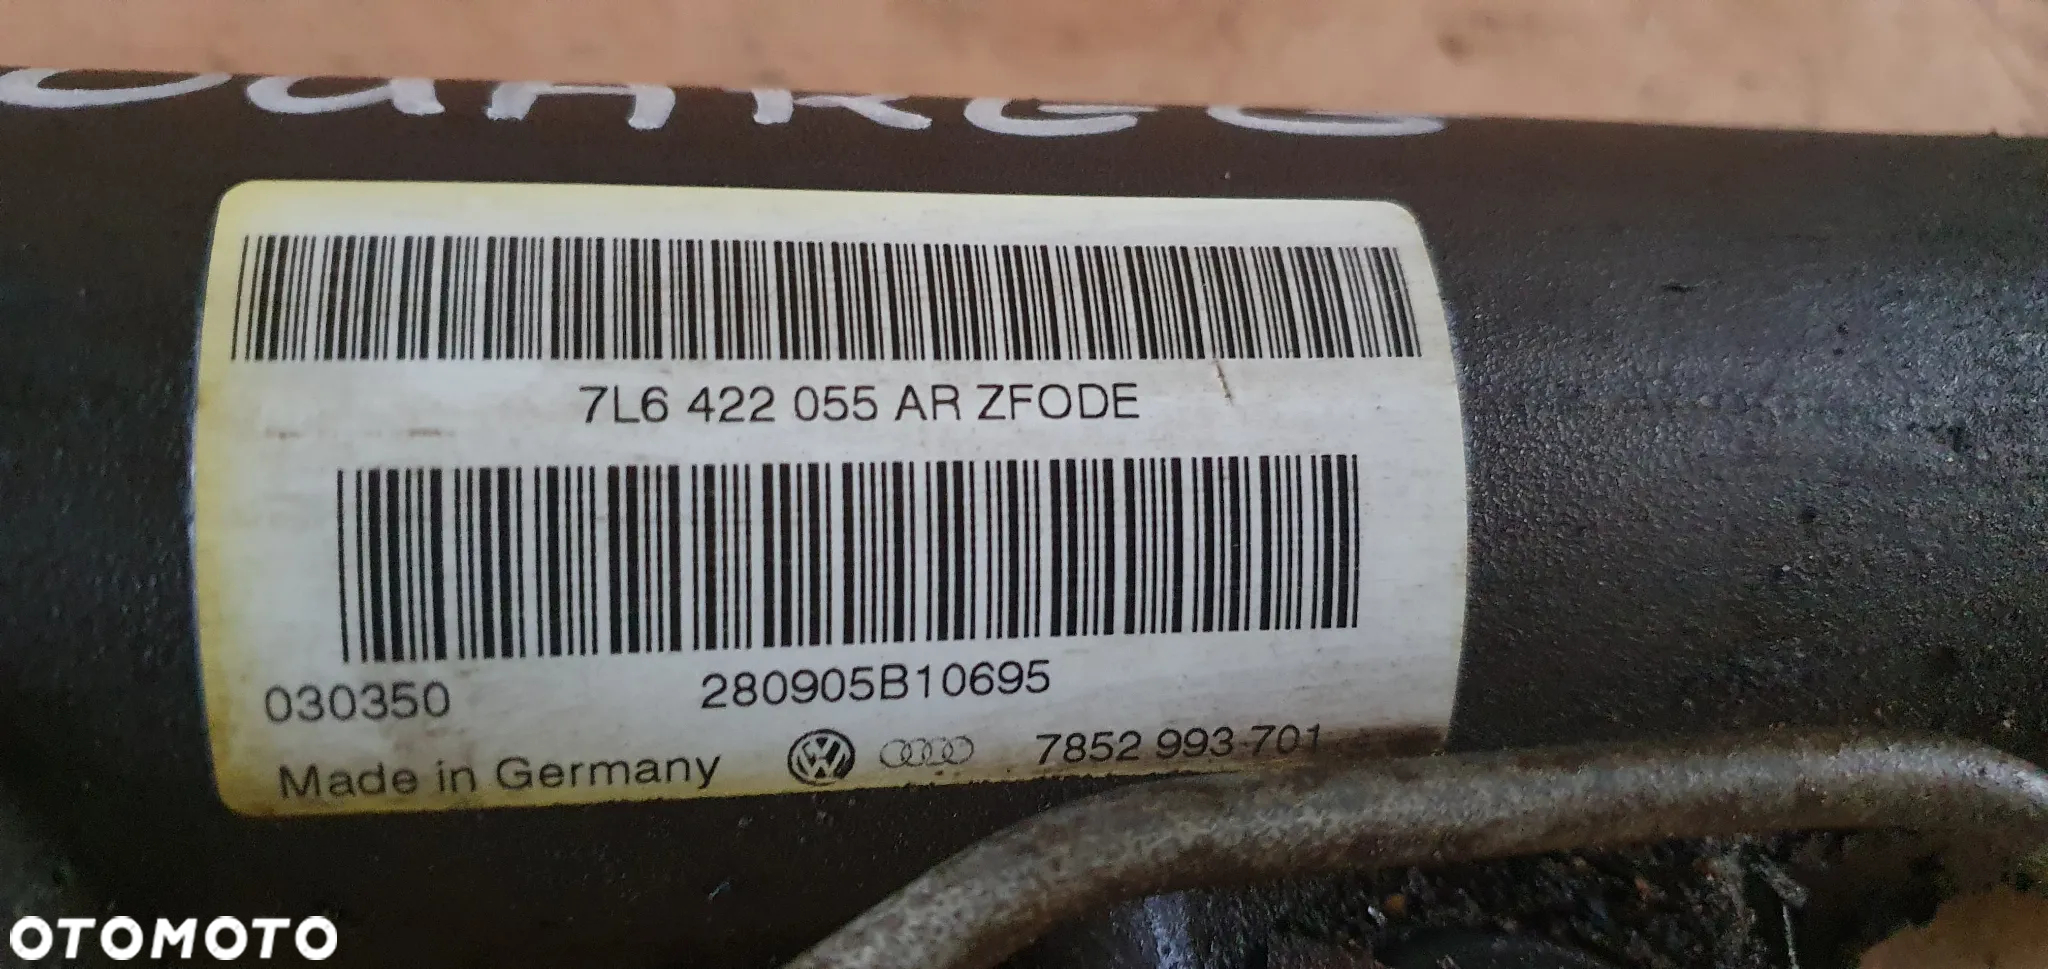 7L6 422 055 AR ZFODE
030350 280905B10695
Made in Germany 7852 993 701
OTOMOTO